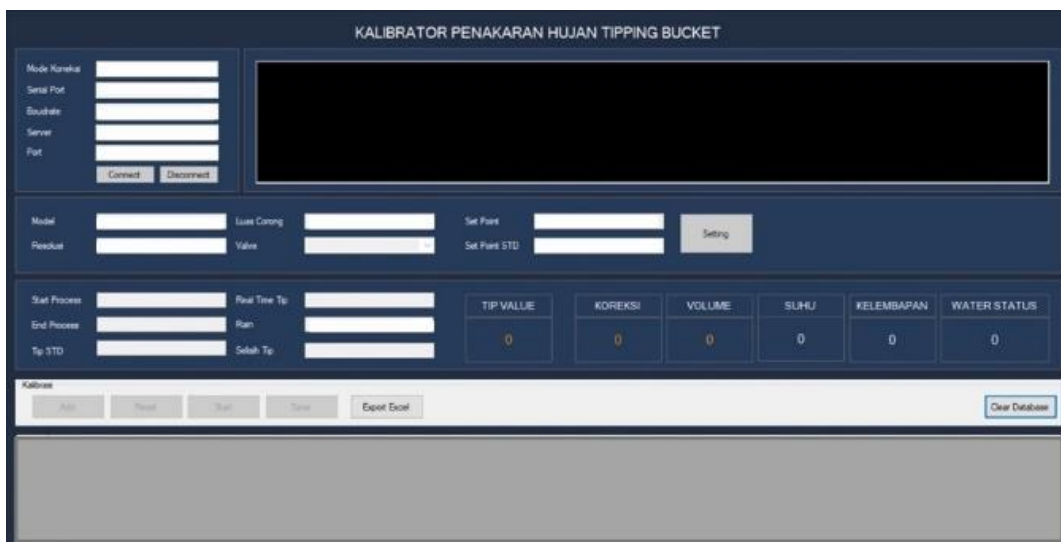 KALIBRATOR PENAKARAN HUJAN TIPPING BUCKET
Mode Koneksi
Serial Port
Boudrate
Server
Port
Connect Disconnect
Model Luas Corong Set Point
Setting
Resolusi Valve Set Point STD
Start Process Real Time Tip
TIP VALUE KOREKSI VOLUME SUHU KELEMBAPAN WATER STATUS
End Process Rain
0 0 0 0 0 0
Tip STD Selisih Tip
Kalibrasi
Add Reset Start Save Export Excel Clear Database